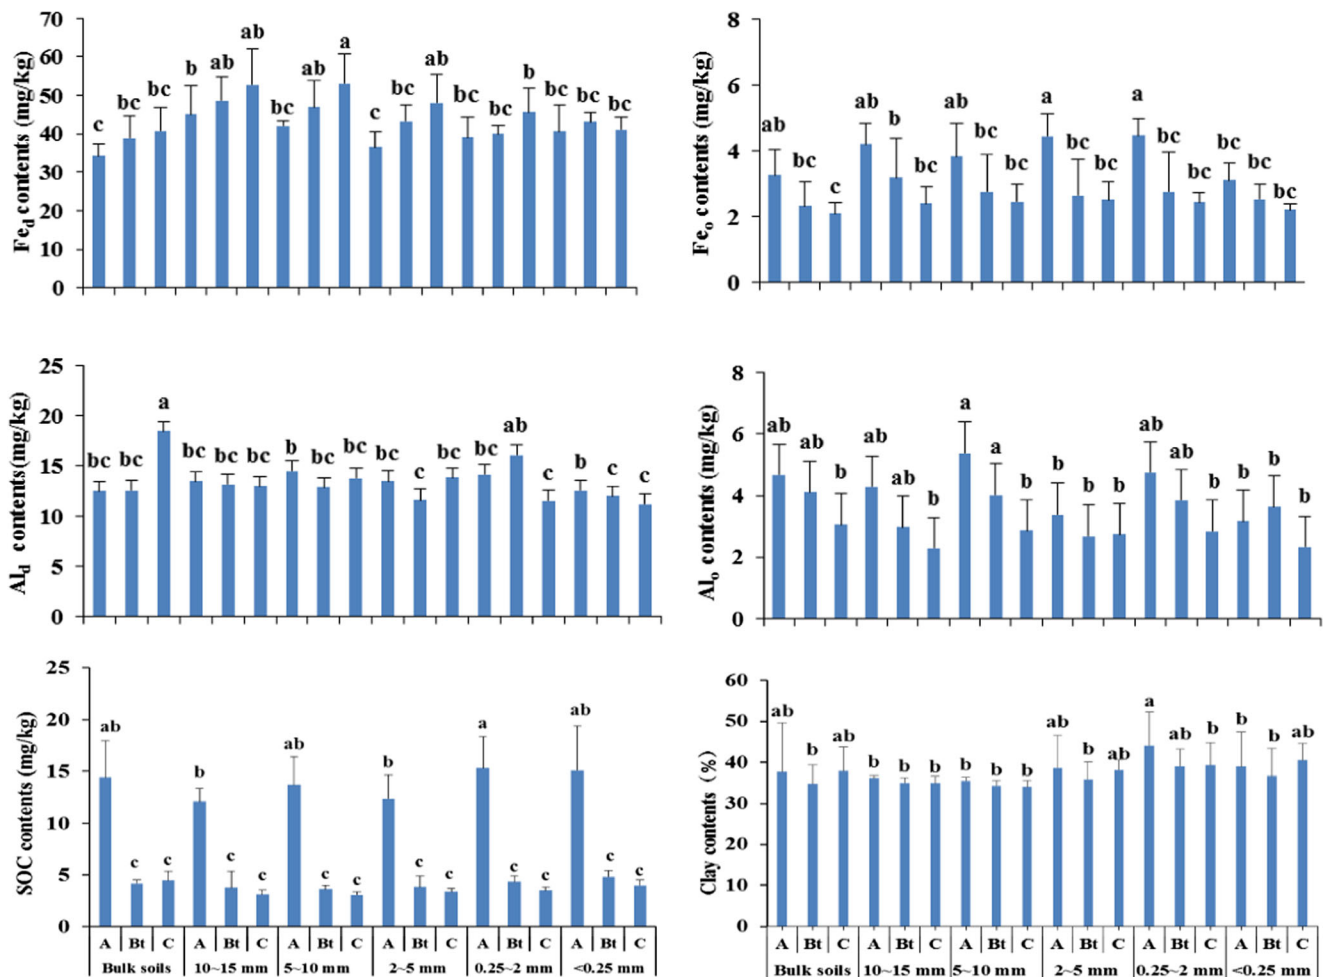 Fe_d contents (mg/kg)
70
60
50
40
30
20
10
0
c bc bc b ab ab bc ab a c bc ab bc bc b bc bc bc
Fe_o contents (mg/kg)
8
6
4
2
0
ab bc c ab b bc ab bc bc a bc bc a bc bc bc bc bc
Al_d contents(mg/kg)
25
20
15
10
5
0
bc bc a bc bc bc b bc bc bc c bc bc ab c b c c
Al_o contents (mg/kg)
8
6
4
2
0
ab ab b ab ab b a a b b b b ab ab b b b b
SOC contents (mg/kg)
25
20
15
10
5
0
ab c c b c c ab c c b c c a c c ab c c
A Bt C A Bt C A Bt C A Bt C A Bt C A Bt C
Bulk soils 10~15 mm 5~10 mm 2~5 mm 0.25~2 mm <0.25 mm
Clay contents (%)
60
50
40
30
20
10
0
ab b ab b b b b b b ab b ab a ab b b b ab
A Bt C A Bt C A Bt C A Bt C A Bt C A Bt C
Bulk soils 10~15 mm 5~10 mm 2~5 mm 0.25~2 mm <0.25 mm